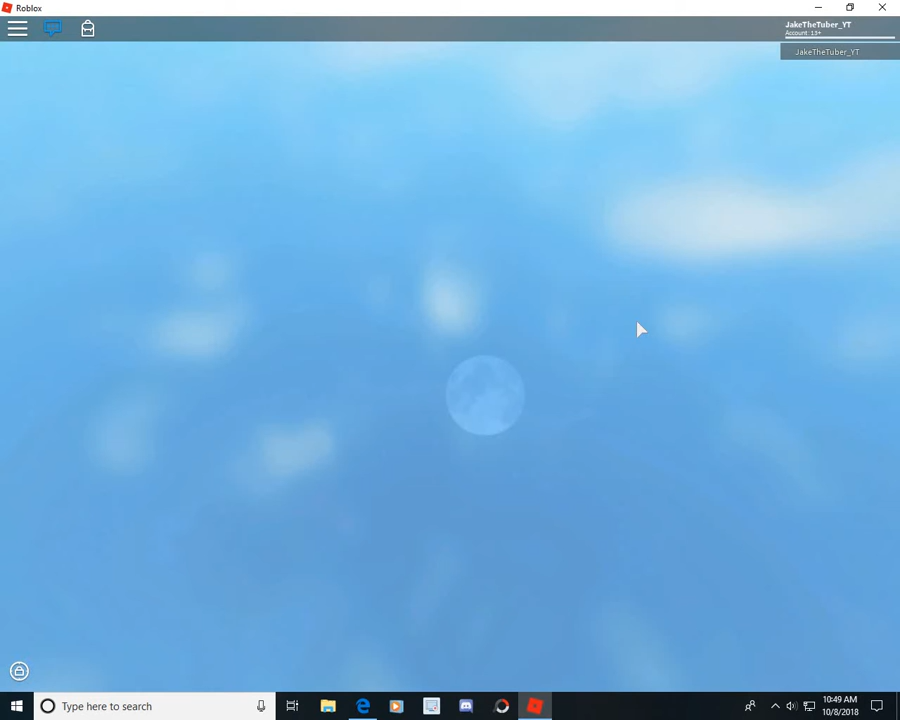 Roblox
JakeTheTuber_YT
Account: 13+
JakeTheTuber_YT
Type here to search
10:49 AM
10/8/2018